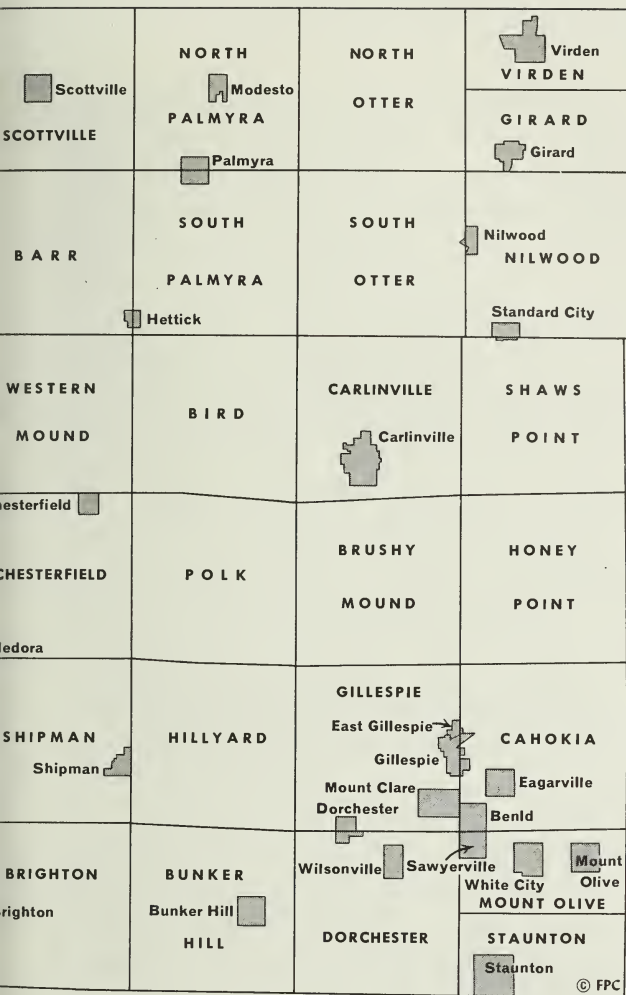 NORTH
NORTH
Virden
VIRDEN
Scottville
Modesto
OTTER
PALMYRA
GIRARD
SCOTTVILLE
Girard
Palmyra
SOUTH
SOUTH
Nilwood
BARR
NILWOOD
PALMYRA
OTTER
Hettick
Standard City
WESTERN
CARLINVILLE
SHAWS
BIRD
MOUND
Carlinville
POINT
esterfield
BRUSHY
HONEY
CHESTERFIELD
POLK
MOUND
POINT
edora
GILLESPIE
East Gillespie
SHIPMAN
HILLYARD
CAHOKIA
Shipman
Gillespie
Eagarville
Mount Clare
Dorchester
Benld
BRIGHTON
BUNKER
Wilsonville
Sawyerville
Mount
White City
Olive
righton
Bunker Hill
MOUNT OLIVE
HILL
DORCHESTER
STAUNTON
Staunton
© FPC